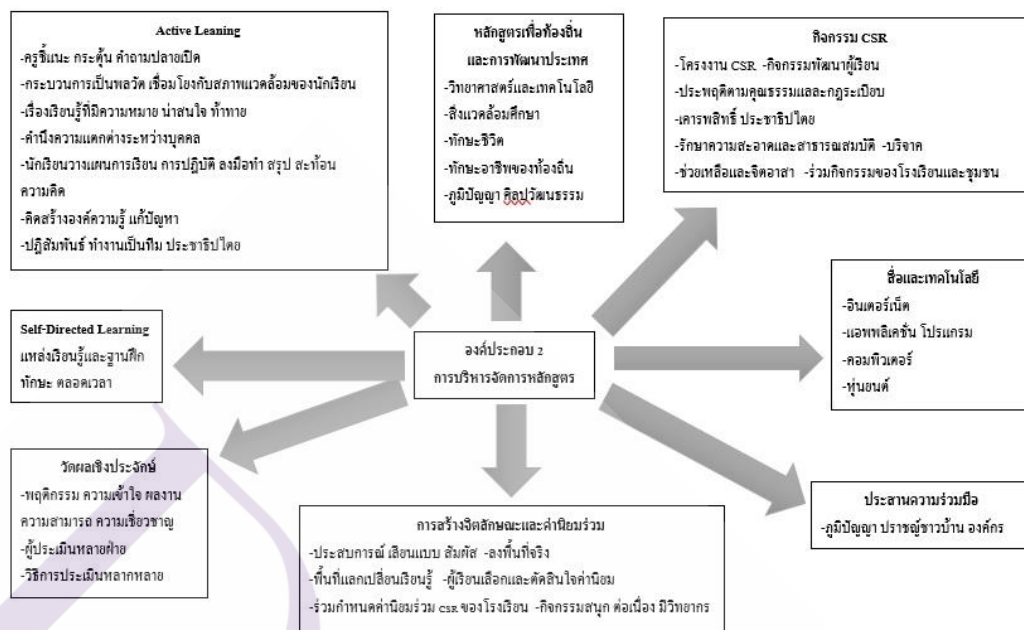 Active Leaning
-ครูชี้แนะ กระตุ้น คำถามปลายเปิด
-กระบวนการเป็นพลวัต เชื่อมโยงกับสภาพแวดล้อมของนักเรียน
-เรื่องเรียนรู้ที่มีความหมาย น่าสนใจ ท้าทาย
-คำนึงความแตกต่างระหว่างบุคคล
-นักเรียนวางแผนการเรียน การปฏิบัติ ลงมือทำ สรุป สะท้อน
ความคิด
-คิดสร้างองค์ความรู้ แก้ปัญหา
-ปฏิสัมพันธ์ ทำงานเป็นทีม ประชาธิปไตย
หลักสูตรเพื่อท้องถิ่น
และการพัฒนาประเทศ
-วิทยาศาสตร์และเทคโนโลยี
-สิ่งแวดล้อมศึกษา
-ทักษะชีวิต
-ทักษะอาชีพของท้องถิ่น
-ภูมิปัญญา ศิลปวัฒนธรรม
กิจกรรม CSR
-โครงงาน CSR -กิจกรรมพัฒนาผู้เรียน
-ประพฤติตามคุณธรรมและกฎระเบียบ
-เคารพสิทธิ์ ประชาธิปไตย
-รักษาความสะอาดและสาธารณสมบัติ -บริจาค
-ช่วยเหลือและจิตอาสา -ร่วมกิจกรรมของโรงเรียนและชุมชน
สื่อและเทคโนโลยี
-อินเตอร์เน็ต
-แอพพลิเคชั่น โปรแกรม
-คอมพิวเตอร์
-หุ่นยนต์
Self-Directed Learning
แหล่งเรียนรู้และฐานฝึก
ทักษะ ตลอดเวลา
องค์ประกอบ 2
การบริหารจัดการหลักสูตร
วัดผลเชิงประจักษ์
-พฤติกรรม ความเข้าใจ ผลงาน
ความสามารถ ความเชี่ยวชาญ
-ผู้ประเมินหลายฝ่าย
-วิธีการประเมินหลากหลาย
การสร้างจิตลักษณะและค่านิยมร่วม
-ประสบการณ์ เลียนแบบ สัมผัส -ลงพื้นที่จริง
-พื้นที่แลกเปลี่ยนเรียนรู้ -ผู้เรียนเลือกและตัดสินใจค่านิยม
-ร่วมกำหนดค่านิยมร่วม CSR ของโรงเรียน -กิจกรรมสนุก ต่อเนื่อง มีวิทยากร
ประสานความร่วมมือ
-ภูมิปัญญา ปราชญ์ชาวบ้าน องค์กร